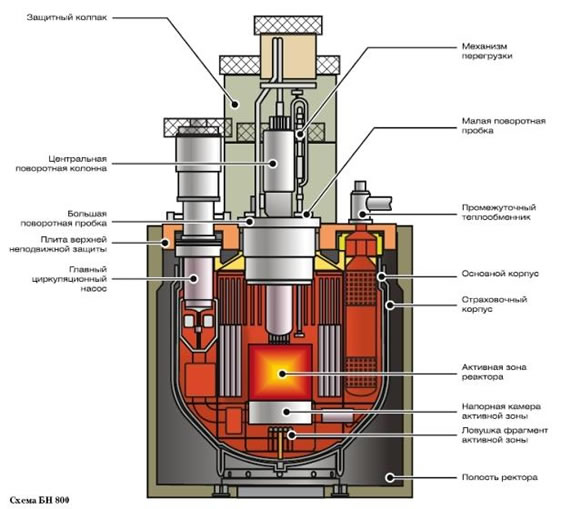 Защитный колпак
Центральная
поворотная колонна
Большая
поворотная пробка
Плита верхней
неподвижной защиты
Главный
циркуляционный
насос
Механизм
перегрузки
Малая поворотная
пробка
Промежуточный
теплообменник
Основной корпус
Страховочный
корпус
Активная зона
реактора
Напорная камера
активной зоны
Ловушка фрагмент
активной зоны
Полость ректора
Схема БН 800